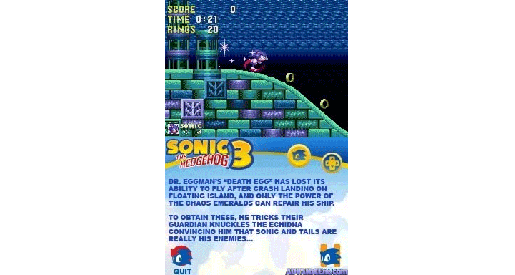 SCORE 0
TIME 0:21
RINGS 20
SONIC
SONIC
THE
HEDGEHOG 3
DR. EGGMAN'S "DEATH EGG" HAS LOST ITS
ABILITY TO FLY AFTER CRASH LANDING ON
FLOATING ISLAND, AND ONLY THE POWER OF
THE CHAOS EMERALDS CAN REPAIR HIS SHIP.
TO OBTAIN THESE, HE TRICKS THEIR
GUARDIAN KNUCKLES THE ECHIDNA
CONVINCING HIM THAT SONIC AND TAILS ARE
REALLY HIS ENEMIES...
QUIT